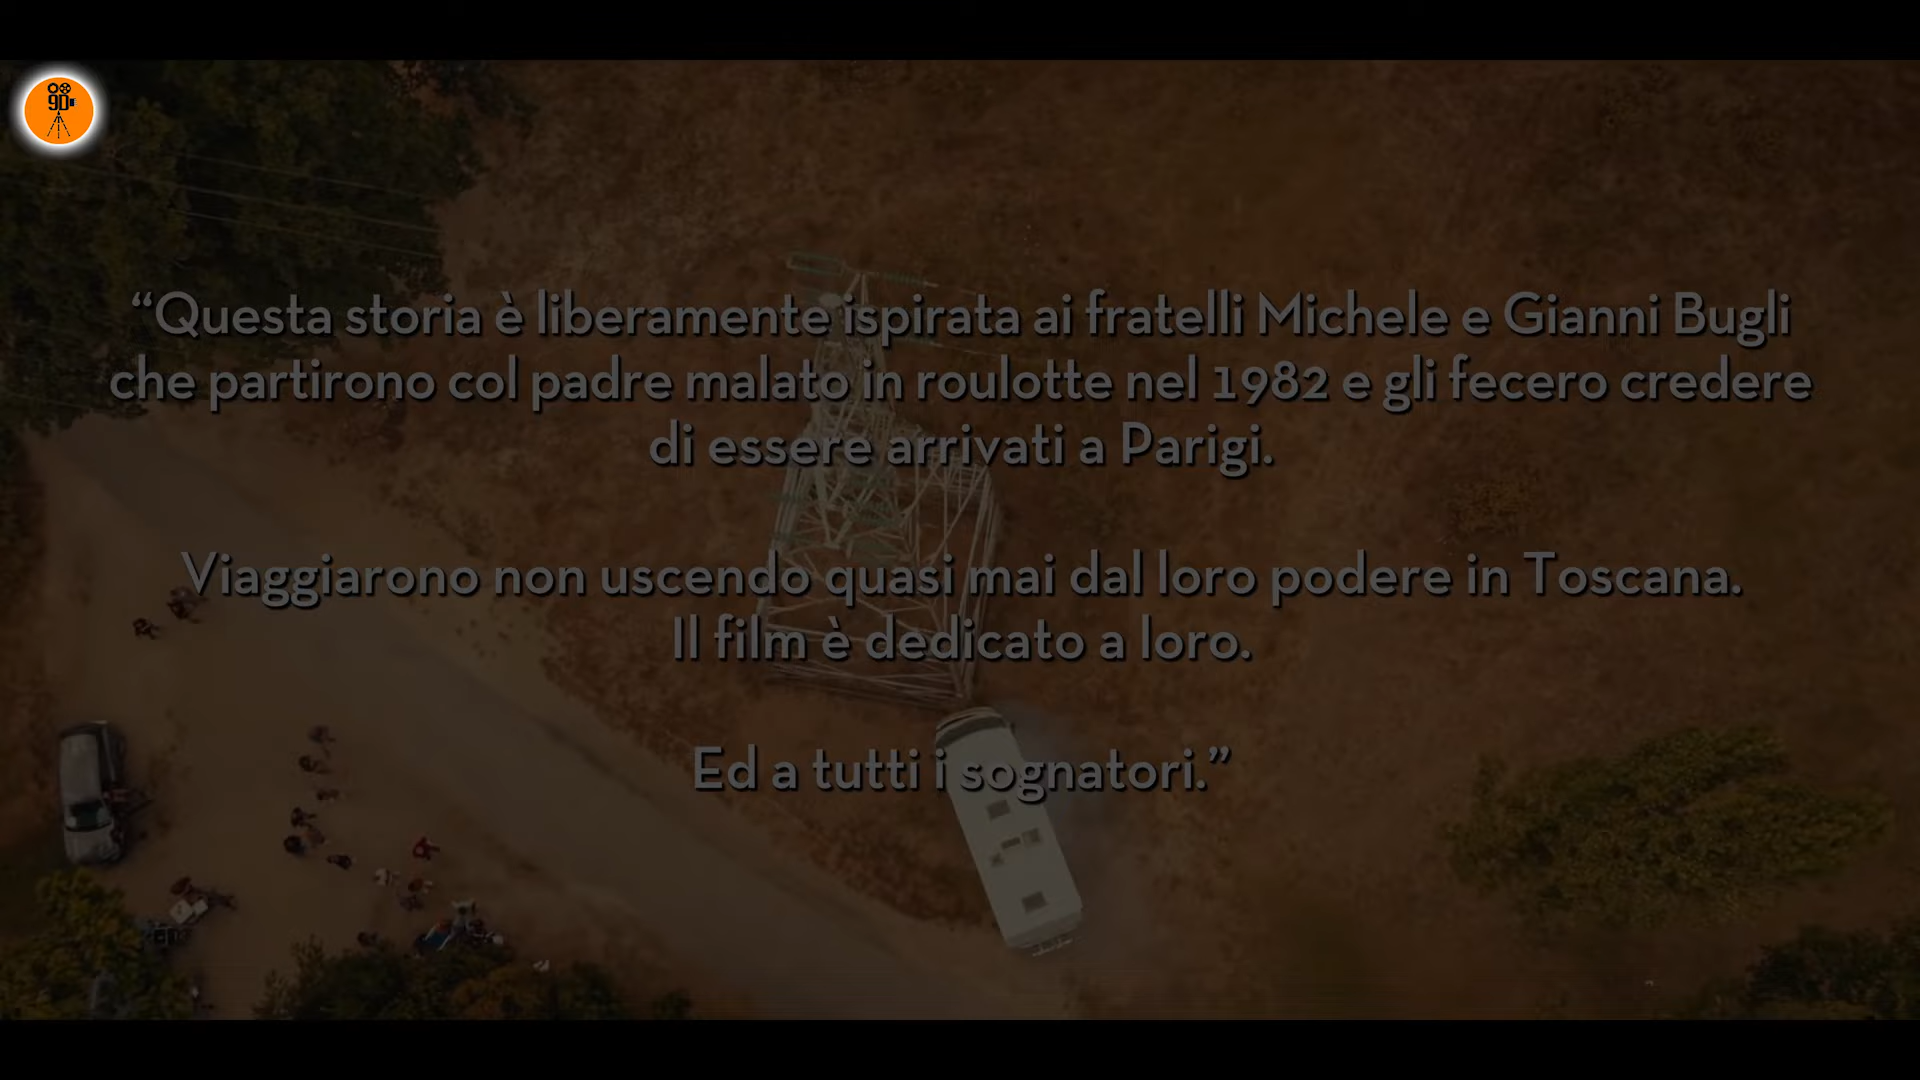 9D
“Questa storia è liberamente ispirata ai fratelli Michele e Gianni Bugli
che partirono col padre malato in roulotte nel 1982 e gli fecero credere
di essere arrivati a Parigi.
Viaggiarono non uscendo quasi mai dal loro podere in Toscana.
Il film è dedicato a loro.
Ed a tutti i sognatori.”